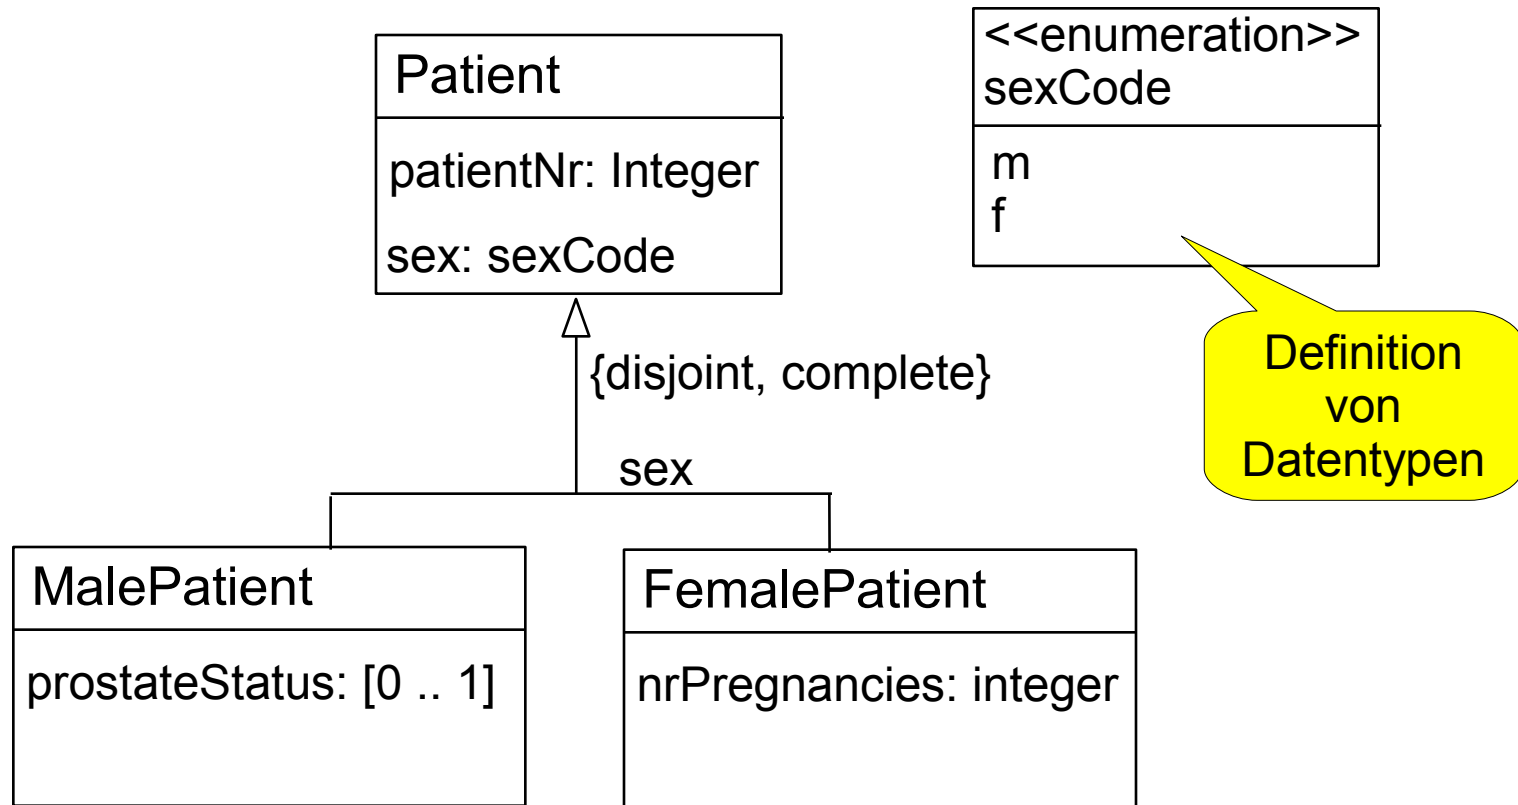 Patient
patientNr: Integer
sex: sexCode
<<enumeration>>
sexCode
m
f
Definition
von
Datentypen
{disjoint, complete}
sex
MalePatient
prostateStatus: [0 .. 1]
FemalePatient
nrPregnancies: integer